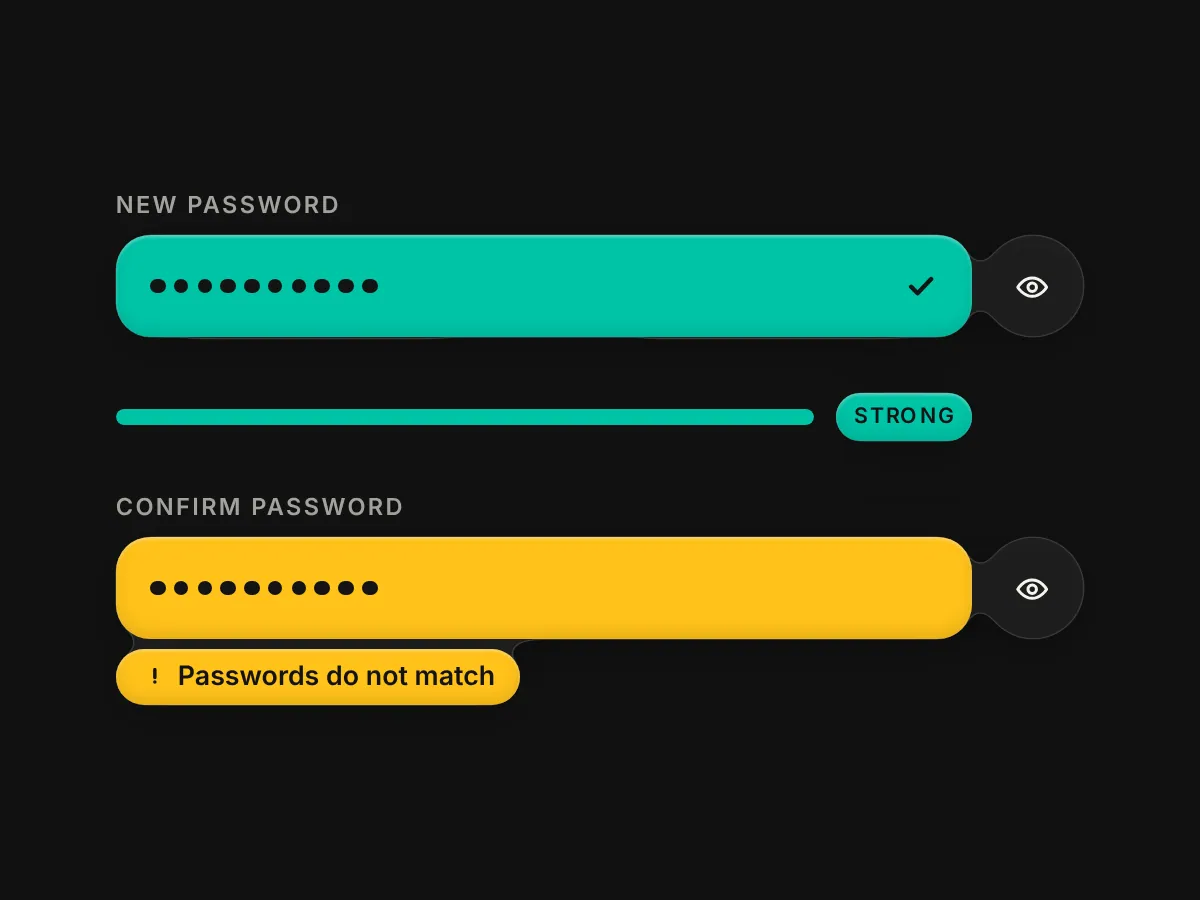 NEW PASSWORD
••••••••••
STRONG
CONFIRM PASSWORD
••••••••••
! Passwords do not match